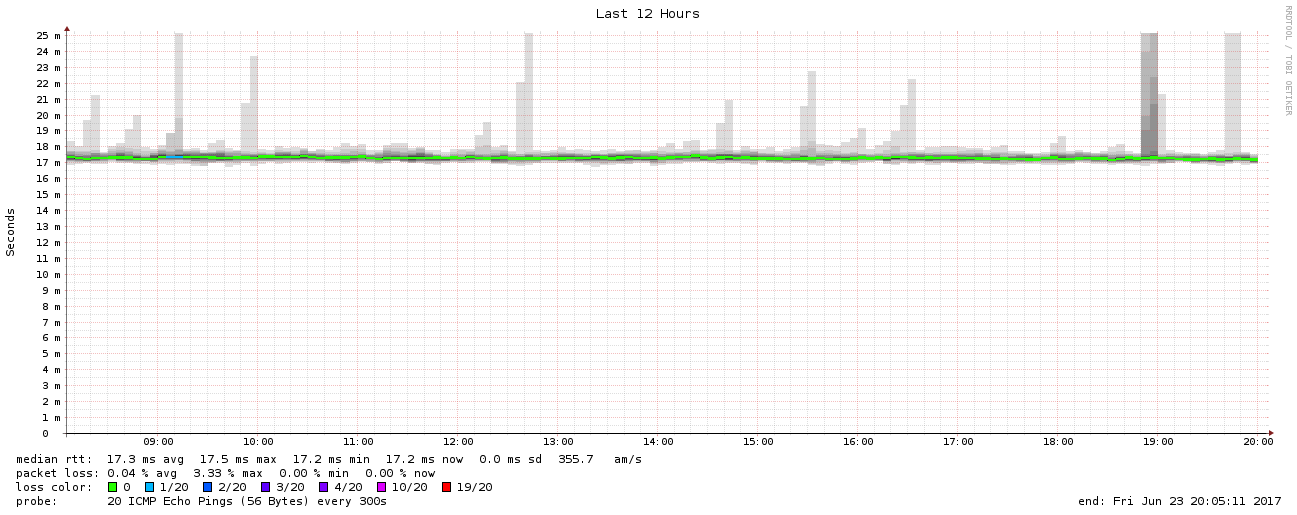 Last 12 Hours
RRDTOOL / TOBI OETIKER
Seconds
25 m
24 m
23 m
22 m
21 m
20 m
19 m
18 m
17 m
16 m
15 m
14 m
13 m
12 m
11 m
10 m
9 m
8 m
7 m
6 m
5 m
4 m
3 m
2 m
1 m
0
09:00 10:00 11:00 12:00 13:00 14:00 15:00 16:00 17:00 18:00 19:00 20:00
median rtt: 17.3 ms avg 17.5 ms max 17.2 ms min 17.2 ms now 0.0 ms sd 355.7 am/s
packet loss: 0.04 % avg 3.33 % max 0.00 % min 0.00 % now
loss color: 0 1/20 2/20 3/20 4/20 10/20 19/20
probe: 20 ICMP Echo Pings (56 Bytes) every 300s end: Fri Jun 23 20:05:11 2017